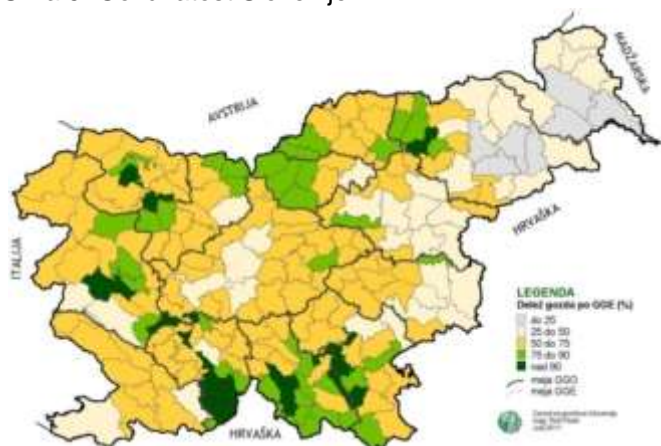 AVSTRIJA
MADŽARSKA
ITALIJA
HRVAŠKA
HRVAŠKA
LEGENDA
Delež gozda po GGE (%)
do 25
25 do 50
50 do 75
75 do 90
nad 90
meja GGO
meja GGE